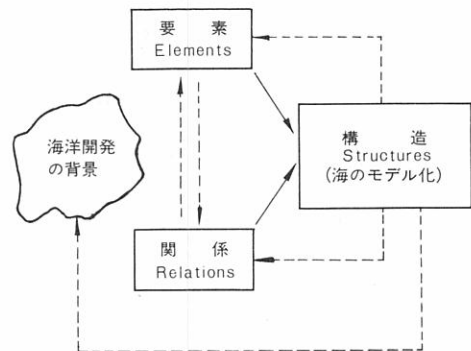 要素
Elements
海洋開発
の背景
構造
Structures
(海のモデル化)
関係
Relations